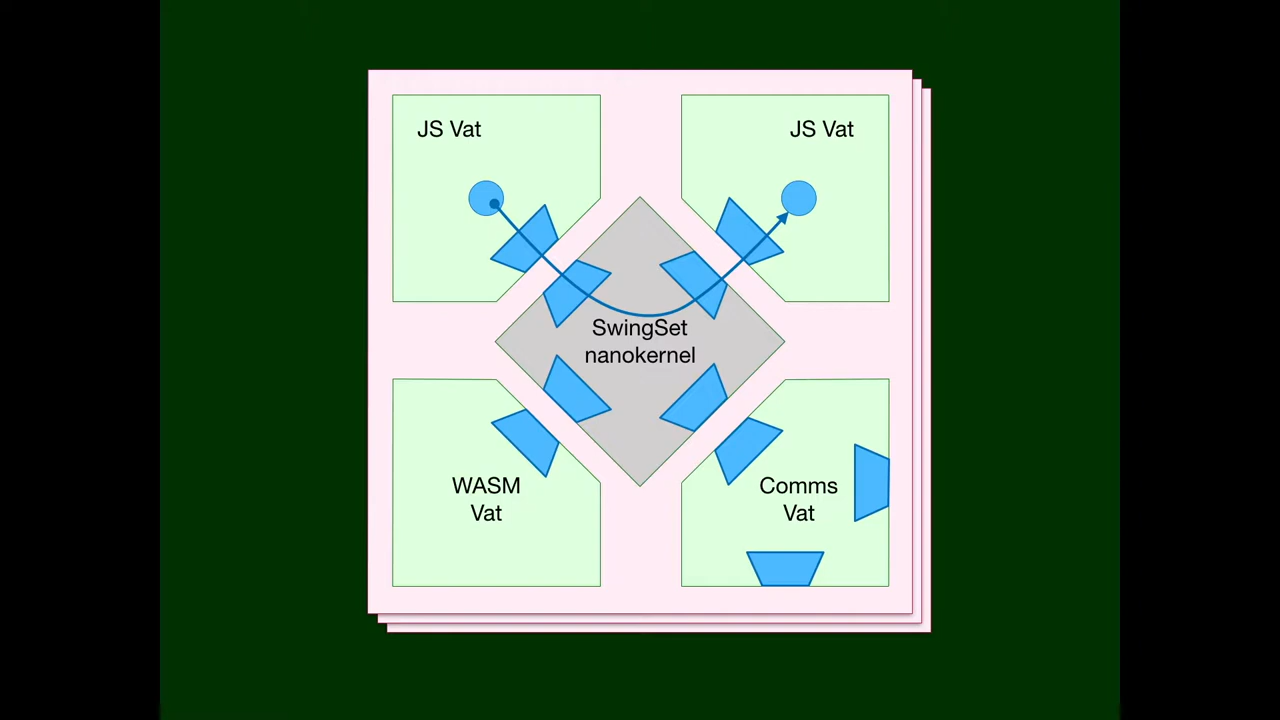 JS Vat
JS Vat
SwingSet
nanokernel
WASM
Vat
Comms
Vat